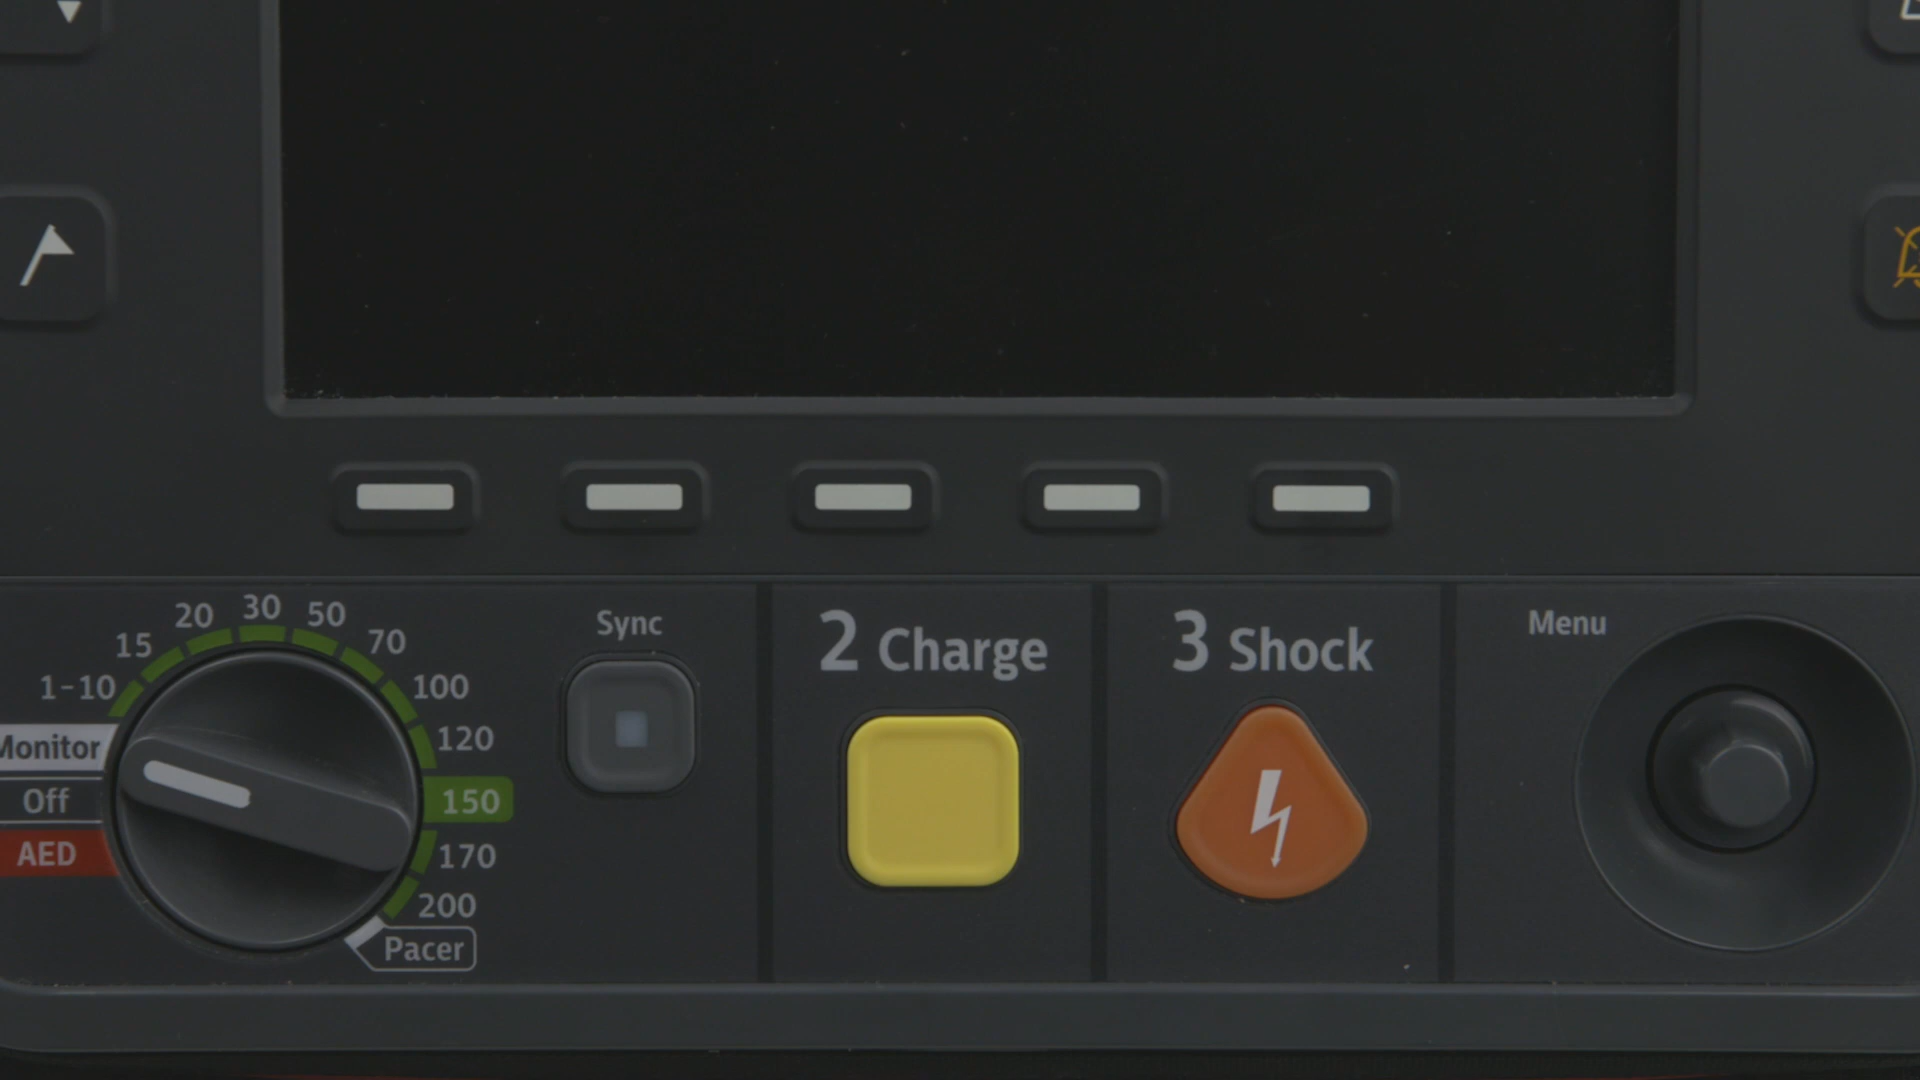 20 30 50
15 70
1-10 100
Monitor 120
Off 150
AED 170
200
Pacer
Sync
2 Charge
3 Shock
Menu